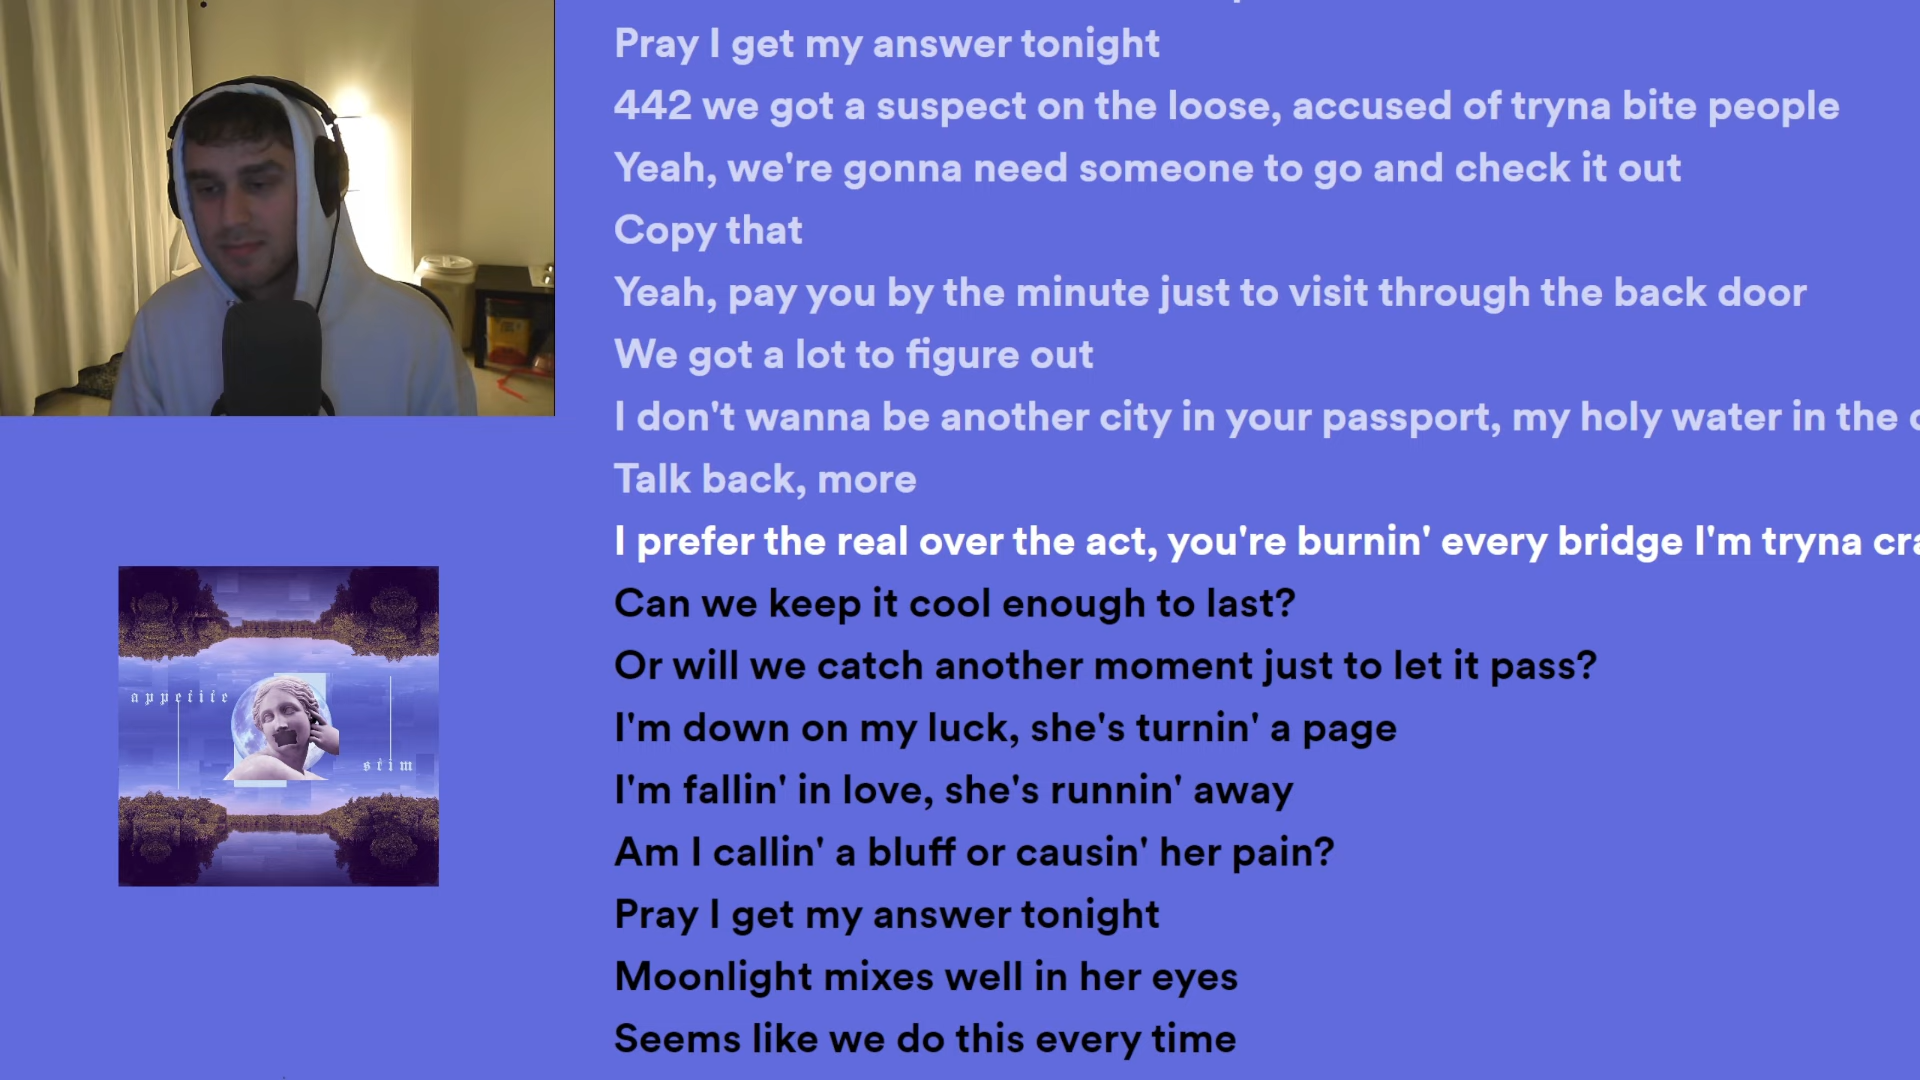 Pray I get my answer tonight
442 we got a suspect on the loose, accused of tryna bite people
Yeah, we're gonna need someone to go and check it out
Copy that
Yeah, pay you by the minute just to visit through the back door
We got a lot to figure out
I don't wanna be another city in your passport, my holy water in the
Talk back, more
I prefer the real over the act, you're burnin' every bridge I'm tryna
Can we keep it cool enough to last?
Or will we catch another moment just to let it pass?
I'm down on my luck, she's turnin' a page
I'm fallin' in love, she's runnin' away
Am I callin' a bluff or causin' her pain?
Pray I get my answer tonight
Moonlight mixes well in her eyes
Seems like we do this every time
appetite
srim